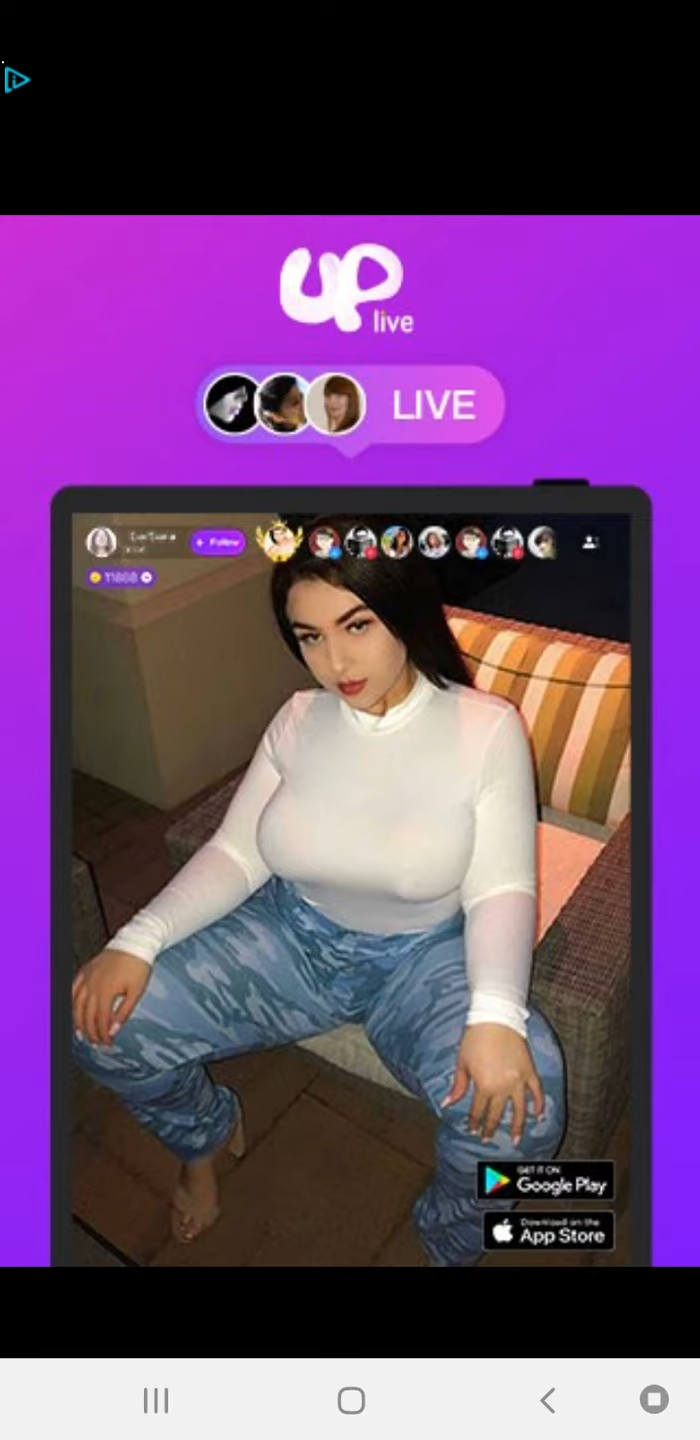 up
live
LIVE
+ Follow
GET IT ON
Google Play
Download on the
App Store